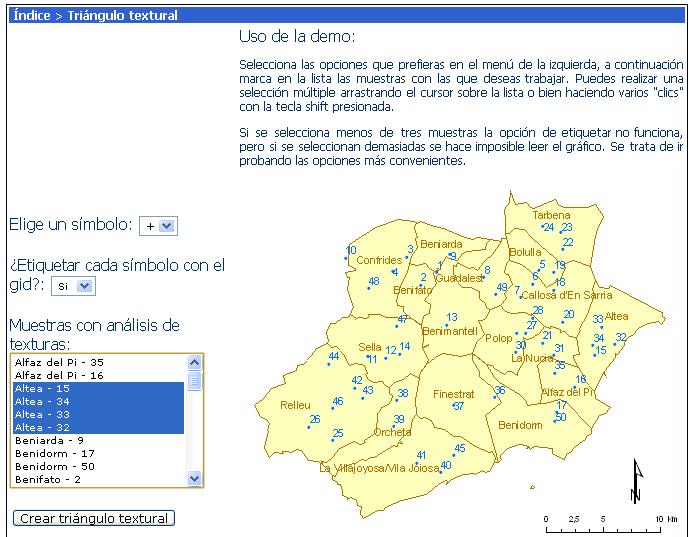 Índice > Triángulo textural
Uso de la demo:
Selecciona las opciones que prefieras en el menú de la izquierda, a continuación
marca en la lista las muestras con las que deseas trabajar. Puedes realizar una
selección múltiple arrastrando el cursor sobre la lista o bien haciendo varios "clics"
con la tecla shift presionada.
Si se selecciona menos de tres muestras la opción de etiquetar no funciona,
pero si se seleccionan demasiadas se hace imposible leer el gráfico. Se trata de ir
probando las opciones más convenientes.
Elige un símbolo: +
¿Etiquetar cada símbolo con el
gid?: Si
Muestras con análisis de
texturas:
Alfaz del Pi - 35
Alfaz del Pi - 16
Altea - 15
Altea - 34
Altea - 33
Altea - 32
Beniarda - 9
Benidorm - 17
Benidorm - 50
Benifato - 2
Crear triángulo textural
Tarbena
24 23
22
Beniarda
Bolulla
10
3
9
Confrides
4
1
Guadalest
8
5
19
48
2
Benifato
6
18
49
7
Callosa d'En Sarria
47
13
Benimantell
28
20
Altea
33
27
Polop
21
34
32
Sella
14
12
11
30
31
15
La Nucia
44
35
42
43
16
Alfaz del Pi
Relleu
46
38
Finestrat
36
37
17
50
26
39
Benidorm
25
Orcheta
41
45
40
La Villajoyosa/Vila Joiosa
N
0 2,5 5 10 Km